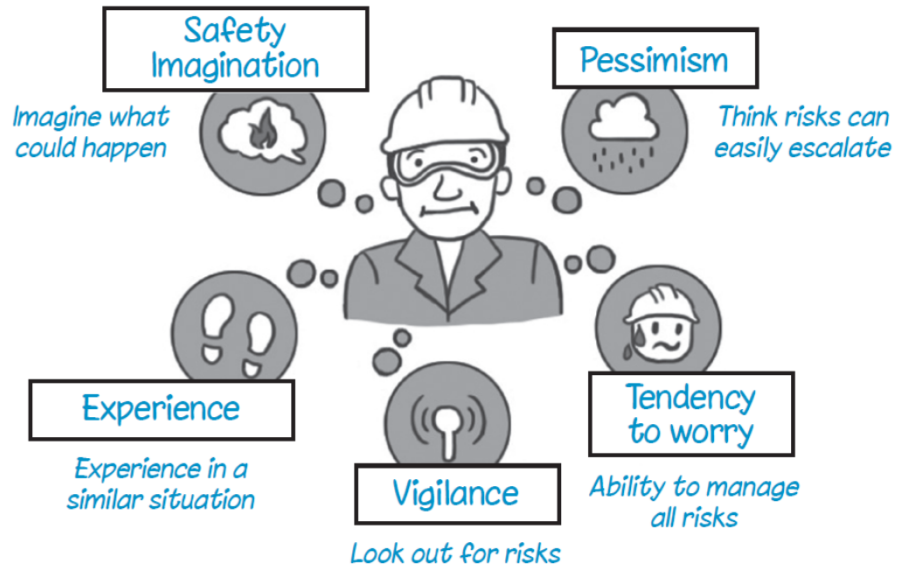 Safety
Imagination
Imagine what
could happen
Pessimism
Think risks can
easily escalate
Experience
Experience in a
similar situation
Vigilance
Look out for risks
Tendency
to worry
Ability to manage
all risks